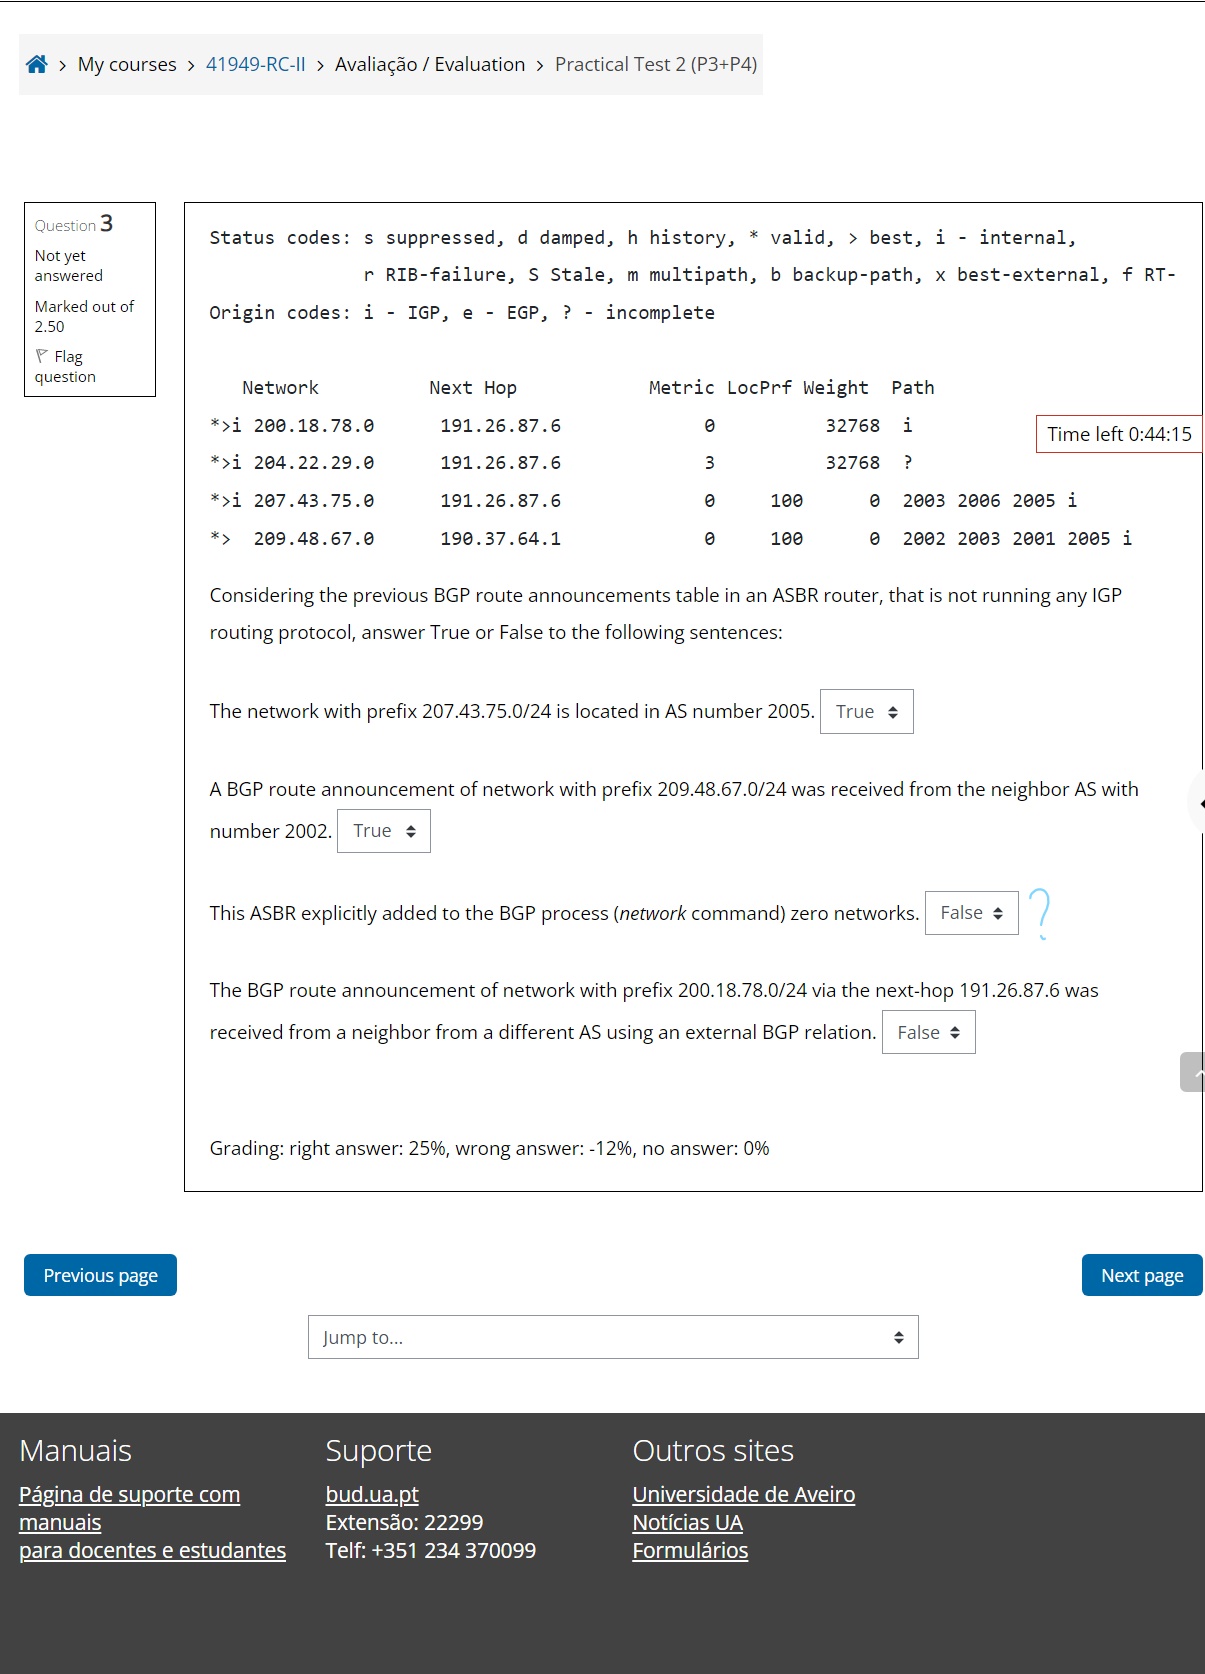 My courses > 41949-RC-II > Avaliação / Evaluation > Practical Test 2 (P3+P4)
Question 3
Not yet
answered
Marked out of
2.50
Flag
question
Status codes: s suppressed, d damped, h history, * valid, > best, i - internal,
r RIB-failure, S Stale, m multipath, b backup-path, x best-external, f RT-
Origin codes: i - IGP, e - EGP, ? - incomplete
Network Next Hop Metric LocPrf Weight Path
*>i 200.18.78.0 191.26.87.6 0 32768 i
Time left 0:44:15
*>i 204.22.29.0 191.26.87.6 3 32768 ?
*>i 207.43.75.0 191.26.87.6 0 100 0 2003 2006 2005 i
*> 209.48.67.0 190.37.64.1 0 100 0 2002 2003 2001 2005 i
Considering the previous BGP route announcements table in an ASBR router, that is not running any IGP
routing protocol, answer True or False to the following sentences:
The network with prefix 207.43.75.0/24 is located in AS number 2005. True
A BGP route announcement of network with prefix 209.48.67.0/24 was received from the neighbor AS with
number 2002. True
This ASBR explicitly added to the BGP process (network command) zero networks. False ?
The BGP route announcement of network with prefix 200.18.78.0/24 via the next-hop 191.26.87.6 was
received from a neighbor from a different AS using an external BGP relation. False
Grading: right answer: 25%, wrong answer: -12%, no answer: 0%
Previous page
Next page
Jump to...
Manuais
Página de suporte com
manuais
para docentes e estudantes
Suporte
bud.ua.pt
Extensão: 22299
Telf: +351 234 370099
Outros sites
Universidade de Aveiro
Notícias UA
Formulários